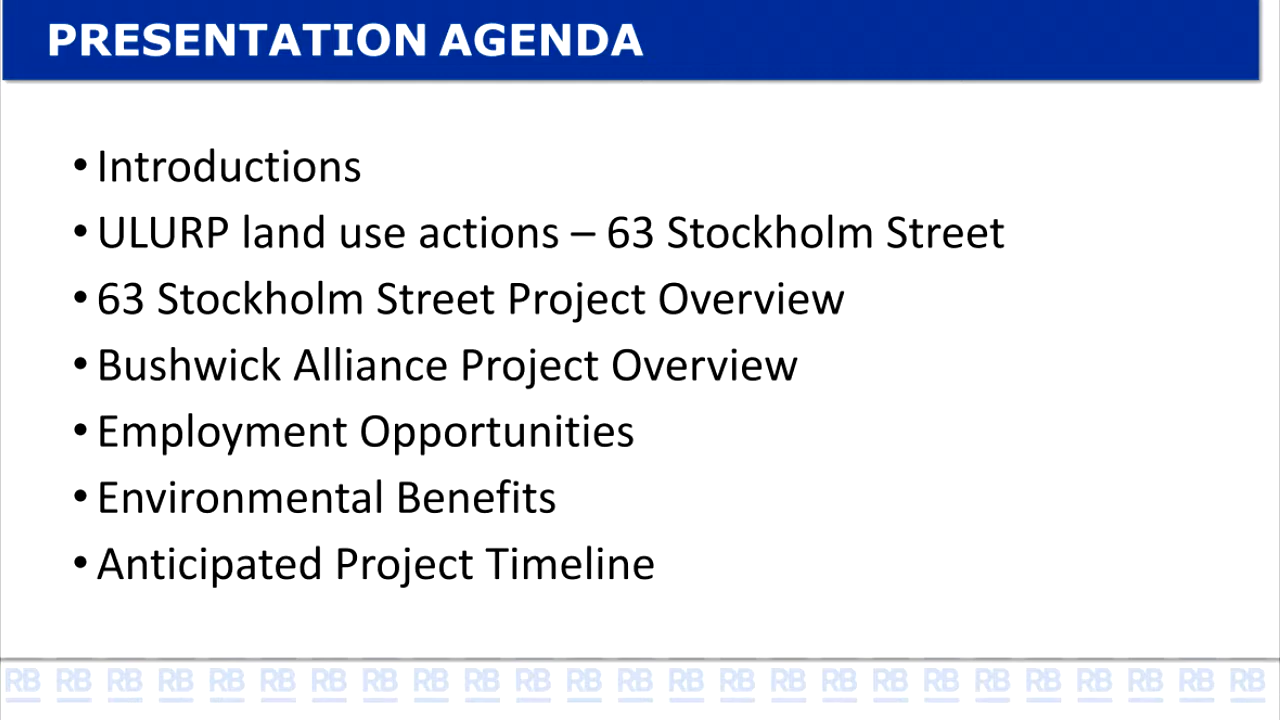 PRESENTATION AGENDA
• Introductions
• ULURP land use actions – 63 Stockholm Street
• 63 Stockholm Street Project Overview
• Bushwick Alliance Project Overview
• Employment Opportunities
• Environmental Benefits
• Anticipated Project Timeline
RB RB RB RB RB RB RB RB RB RB RB RB RB RB RB RB RB RB RB RB RB RB RB RB RB